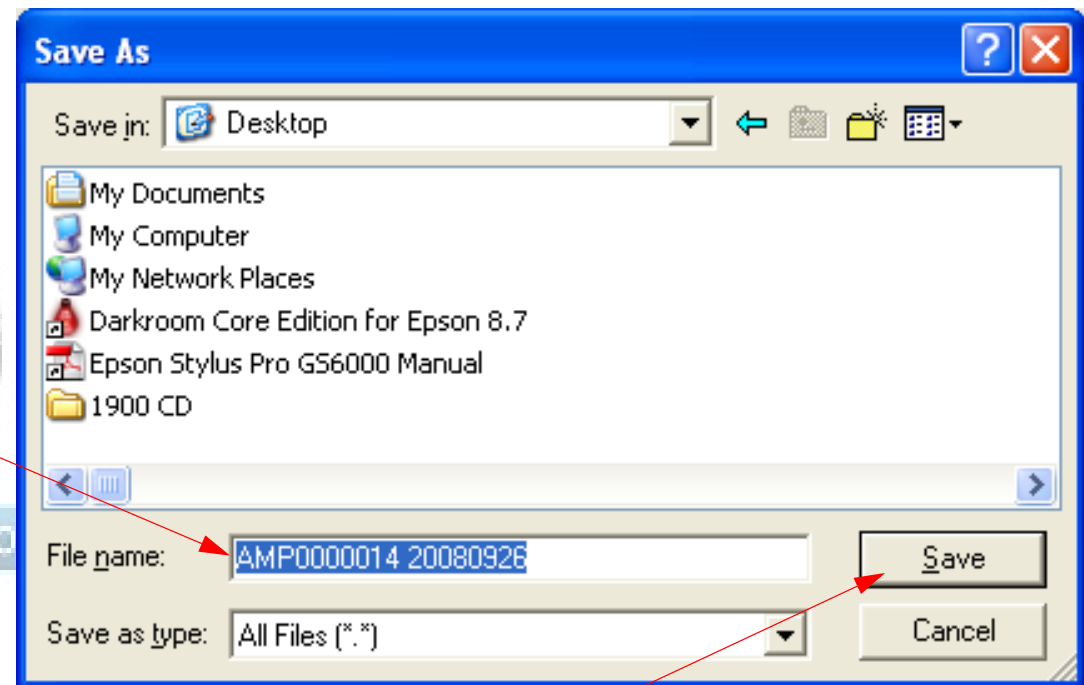 Save As
Save in: Desktop
My Documents
My Computer
My Network Places
Darkroom Core Edition for Epson 8.7
Epson Stylus Pro GS6000 Manual
1900 CD
File name: AMP0000014 20080926 Save
Save as type: All Files (*.*) Cancel